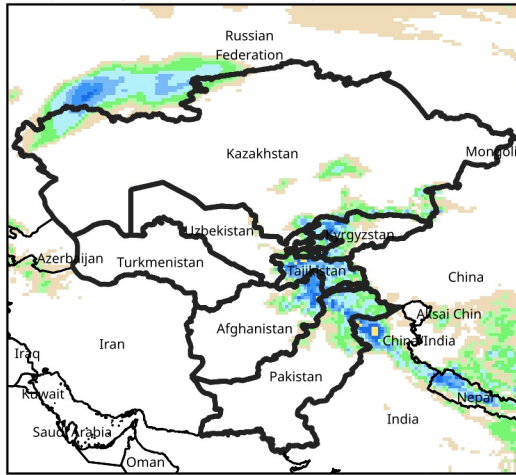 Russian
Federation
Kazakhstan
Mongoli
Uzbekistan
Kyrgyzstan
Azerbaijan
Turkmenistan
Tajikistan
China
Aksai Chin
Afghanistan
China/India
Iraq
Iran
Pakistan
Kuwait
Nepal
India
Saudi Arabia
Oman